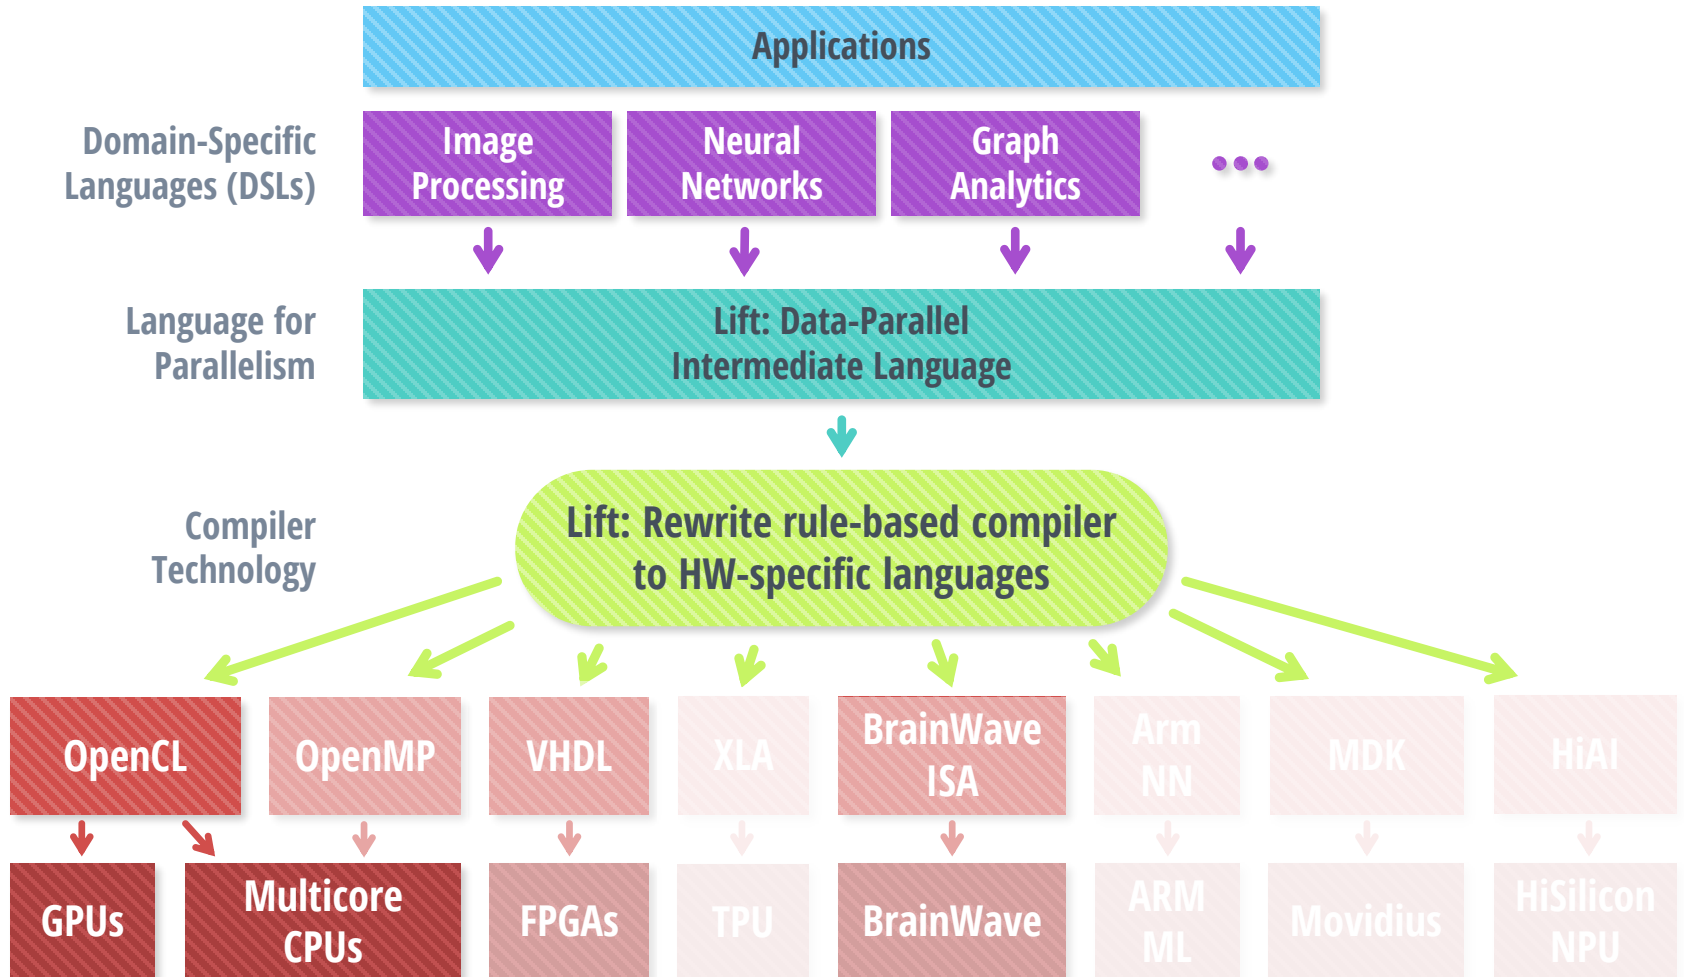 Applications
Domain-Specific
Languages (DSLs)
Image
Processing
Neural
Networks
Graph
Analytics
Language for
Parallelism
Lift: Data-Parallel
Intermediate Language
Compiler
Technology
Lift: Rewrite rule-based compiler
to HW-specific languages
OpenCL
OpenMP
VHDL
XLA
BrainWave
ISA
Arm
NN
MDK
HiAI
GPUs
Multicore
CPUs
FPGAs
TPU
BrainWave
ARM
ML
Movidius
HiSilicon
NPU